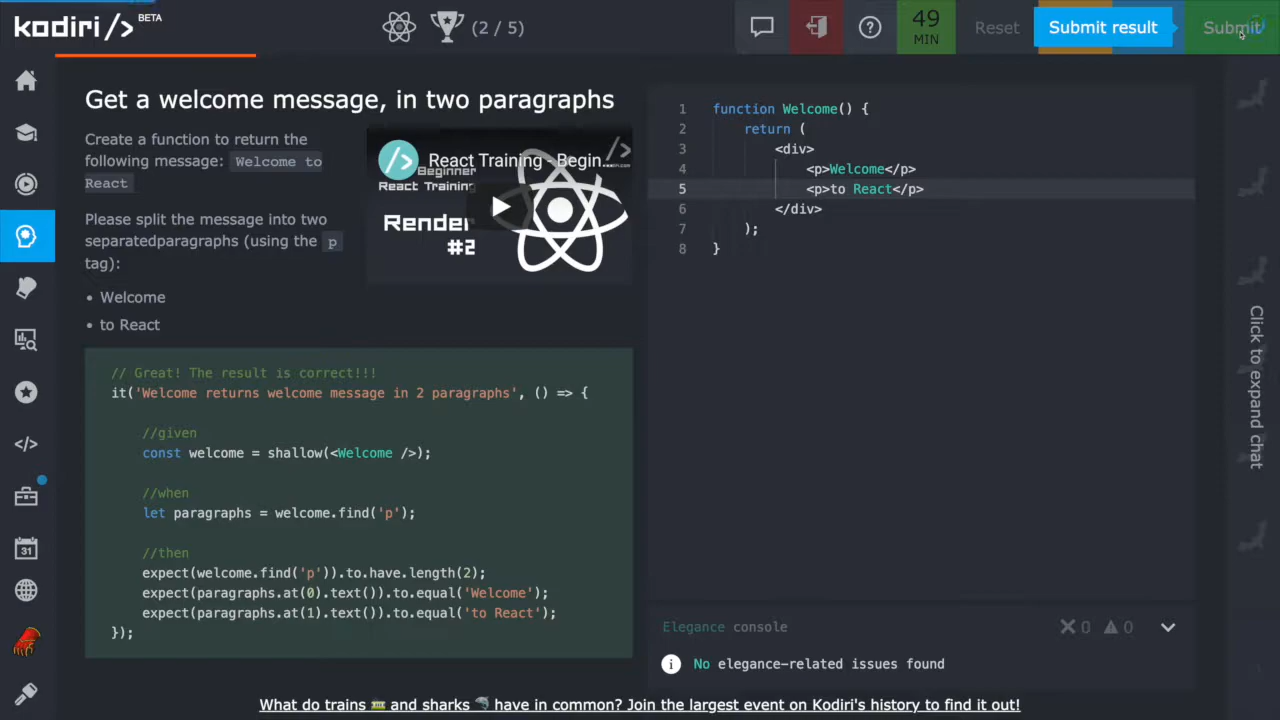 kodiri/> BETA
(2 / 5)
49
MIN
Reset
Submit result
Submit
Get a welcome message, in two paragraphs
Create a function to return the
following message: Welcome to
React
Please split the message into two
separatedparagraphs (using the p
tag):
• Welcome
• to React
React Training - Begin...
Beginner
React Training
Render
#2
// Great! The result is correct!!!
it('Welcome returns welcome message in 2 paragraphs', () => {
//given
const welcome = shallow(<Welcome />);
//when
let paragraphs = welcome.find('p');
//then
expect(welcome.find('p')).to.have.length(2);
expect(paragraphs.at(0).text()).to.equal('Welcome');
expect(paragraphs.at(1).text()).to.equal('to React');
});
1 function Welcome() {
2 return (
3 <div>
4 <p>Welcome</p>
5 <p>to React</p>
6 </div>
7 );
8 }
Elegance console
0 0
No elegance-related issues found
Click to expand chat
31
What do trains 🚃 and sharks 🦈 have in common? Join the largest event on Kodiri's history to find it out!